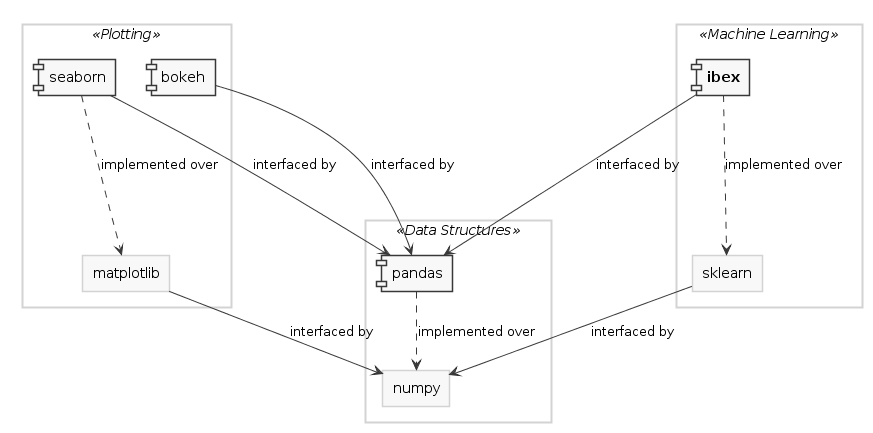 «Plotting»
«Machine Learning»
seaborn
bokeh
ibex
implemented over
interfaced by
interfaced by
interfaced by
implemented over
«Data Structures»
matplotlib
pandas
sklearn
interfaced by
implemented over
interfaced by
numpy